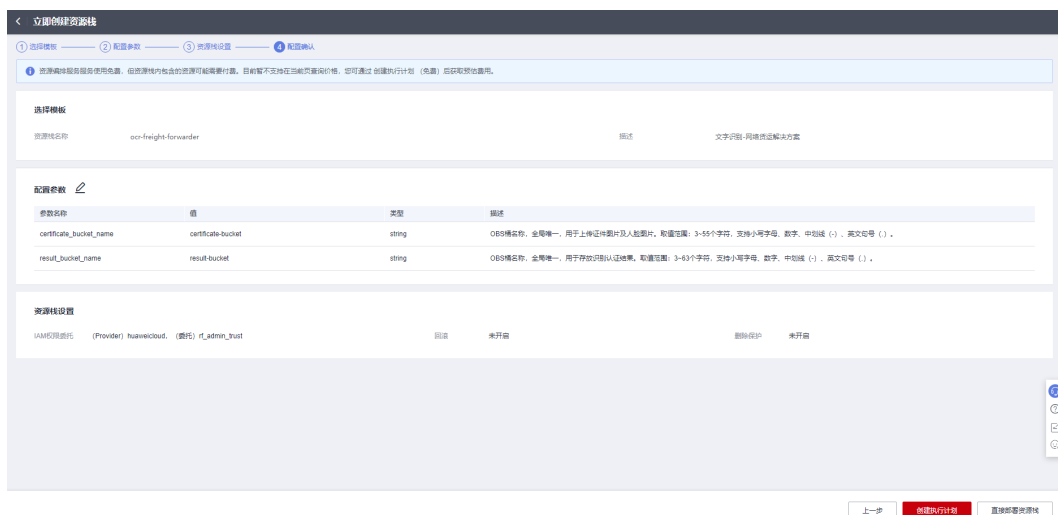 立即创建资源栈
1 选择模板 2 配置参数 3 资源栈设置 4 配置确认
资源编排服务服务使用免费，但资源栈内包含的资源可能需要付费。目前暂不支持在当前页查询价格，您可通过 创建执行计划 （免费）后获取预估费用。
选择模板
资源栈名称 ocr-freight-forwarder 描述 文字识别-网络货运解决方案
配置参数
参数名称 值 类型 描述
certificate_bucket_name certificate-bucket string OBS桶名称，全局唯一，用于上传证件图片及人脸图片。取值范围：3~55个字符，支持小写字母、数字、中划线（-）、英文句号（.）。
result_bucket_name result-bucket string OBS桶名称，全局唯一，用于存放识别认证结果。取值范围：3~63个字符，支持小写字母、数字、中划线（-）、英文句号（.）。
资源栈设置
IAM权限委托 （Provider）huaweicloud、（委托）rf_admin_trust 回滚 未开启 删除保护 未开启
上一步 创建执行计划 直接部署资源栈